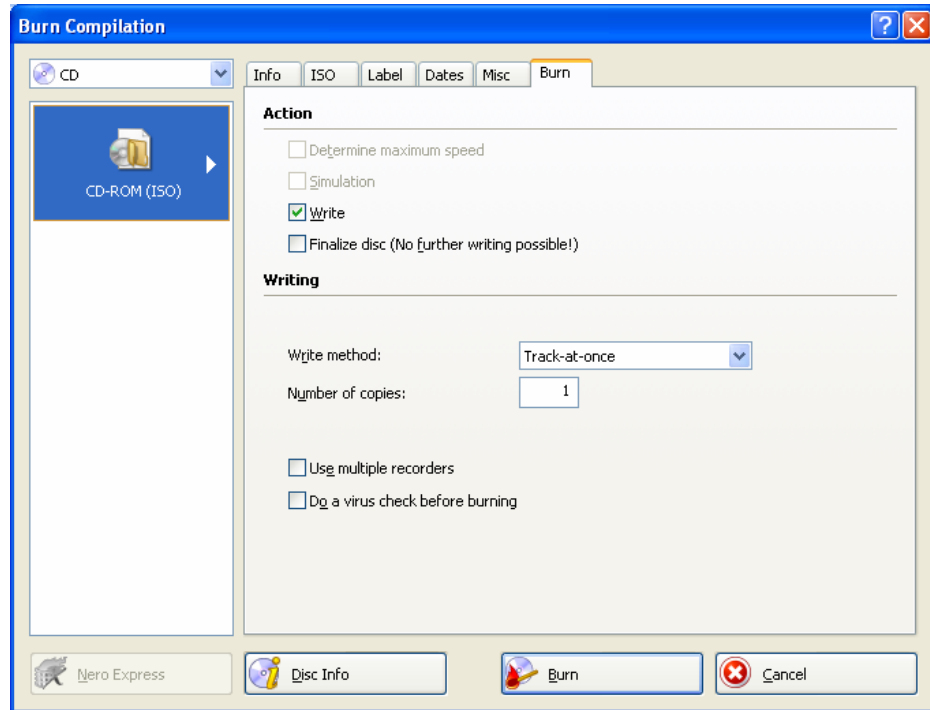 Burn Compilation
CD
CD-ROM (ISO)
Info ISO Label Dates Misc Burn
Action
Determine maximum speed
Simulation
Write
Finalize disc (No further writing possible!)
Writing
Write method: Track-at-once
Number of copies: 1
Use multiple recorders
Do a virus check before burning
Nero Express Disc Info Burn Cancel